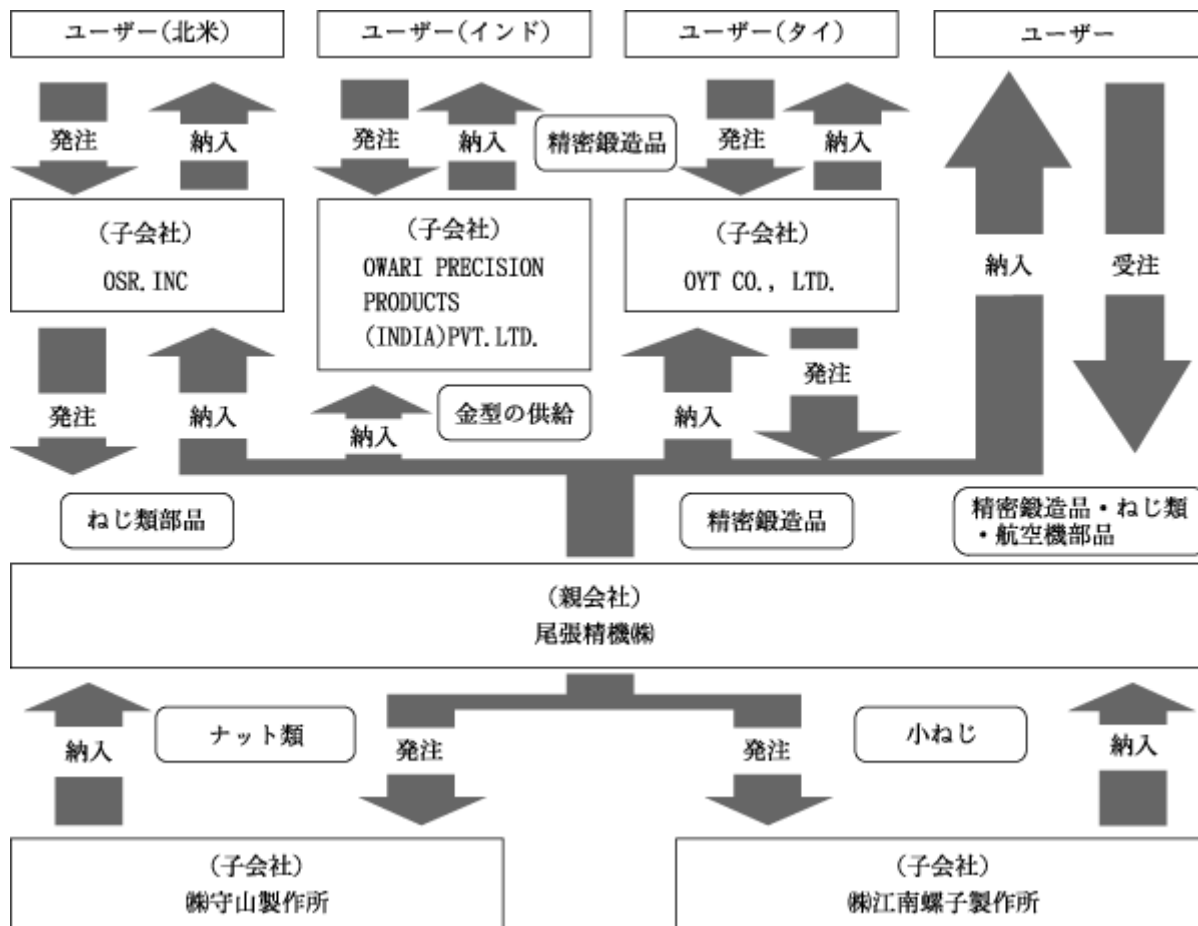 ユーザー(北米)
ユーザー(インド)
ユーザー(タイ)
ユーザー
発注
納入
発注
納入
精密鍛造品
発注
納入
(子会社)
OSR.INC
(子会社)
OWARI PRECISION
PRODUCTS
(INDIA)PVT.LTD.
(子会社)
OYT CO., LTD.
納入
受注
発注
納入
納入
金型の供給
納入
発注
ねじ類部品
精密鍛造品
精密鍛造品・ねじ類
・航空機部品
(親会社)
尾張精機㈱
納入
ナット類
発注
発注
小ねじ
納入
(子会社)
㈱守山製作所
(子会社)
㈱江南螺子製作所